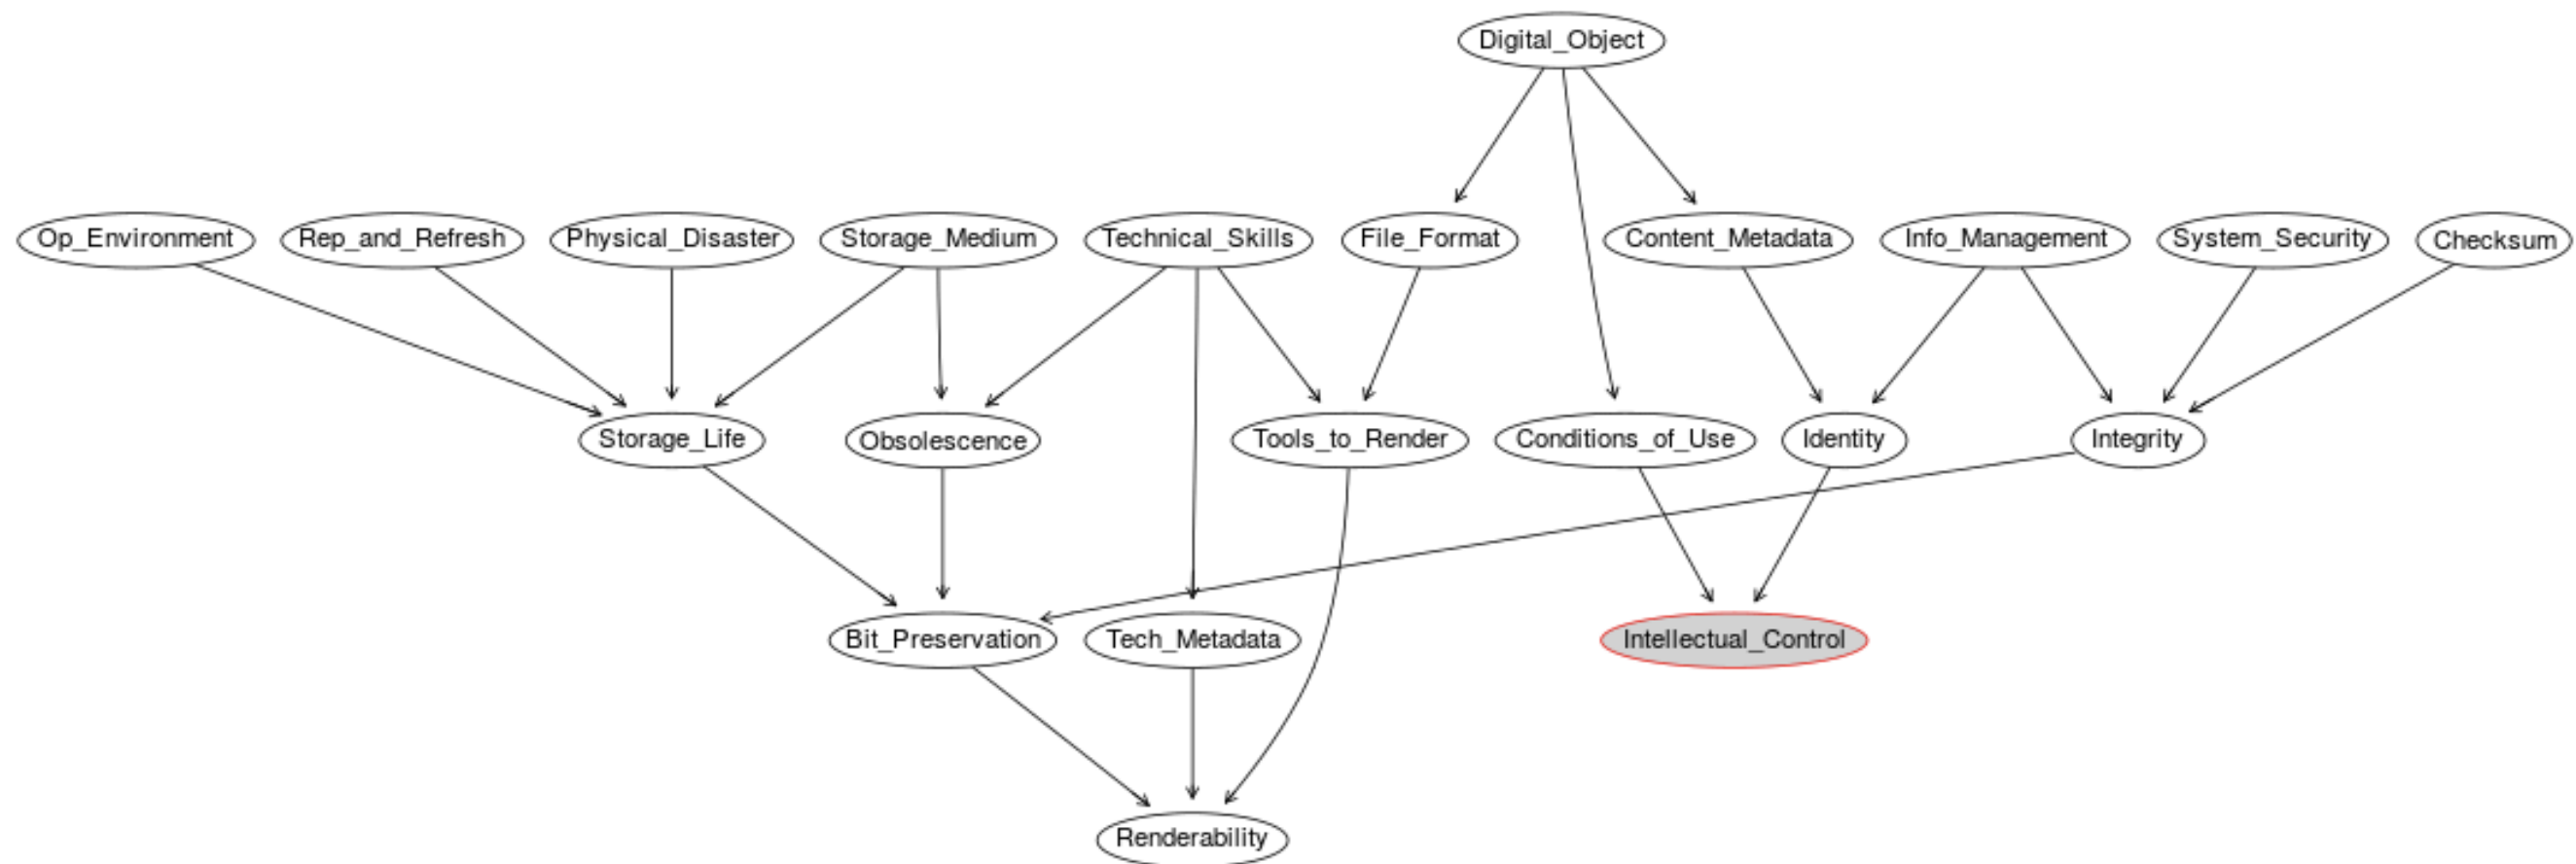 Digital_Object
Op_Environment
Rep_and_Refresh
Physical_Disaster
Storage_Medium
Technical_Skills
File_Format
Content_Metadata
Info_Management
System_Security
Checksum
Storage_Life
Obsolescence
Tools_to_Render
Conditions_of_Use
Identity
Integrity
Bit_Preservation
Tech_Metadata
Intellectual_Control
Renderability